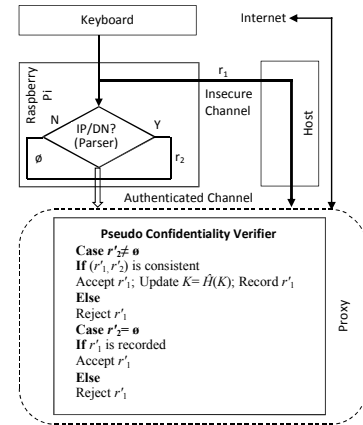 Keyboard
Internet
r₁
Insecure
Channel
Raspberry
Pi
Host
N
IP/DN?
Y
(Parser)
ø
r₂
Authenticated Channel
Pseudo Confidentiality Verifier
Case r'₂≠ ø
If (r'₁, r'₂) is consistent
Accept r'₁; Update K= Ĥ(K); Record r'₁
Else
Reject r'₁
Case r'₂= ø
If r'₁ is recorded
Accept r'₁
Else
Reject r'₁
Proxy